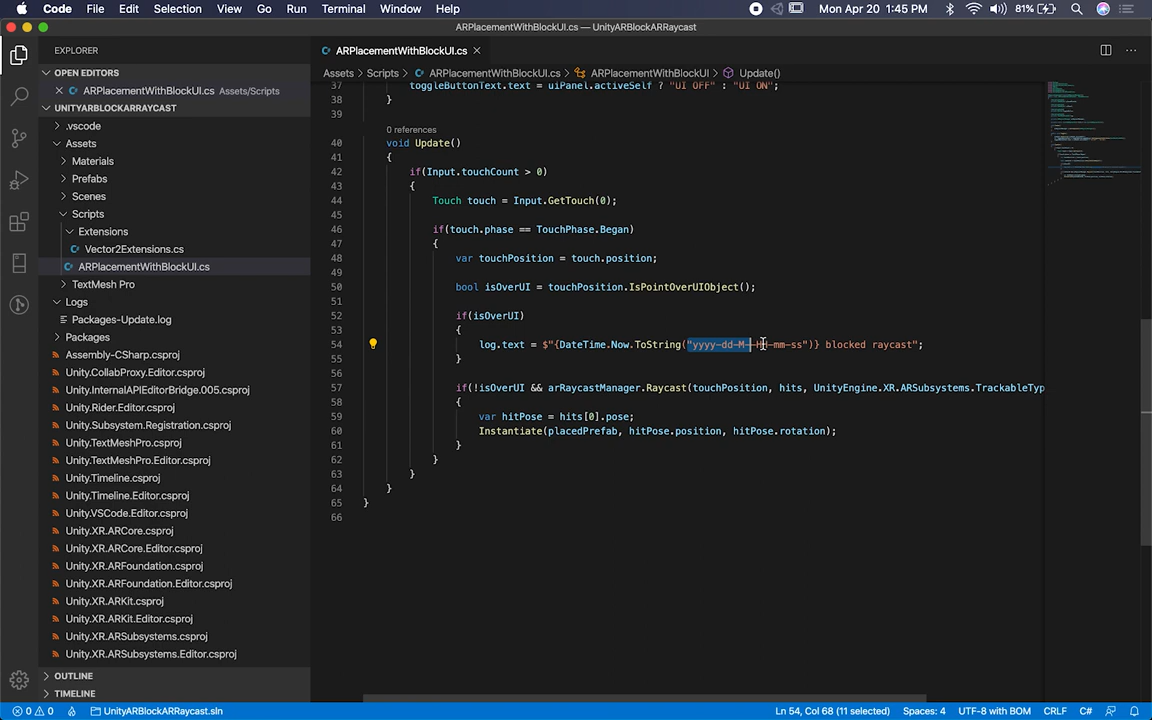 Code File Edit Selection View Go Run Terminal Window Help
Mon Apr 20 1:45 PM 81%
ARPlacementWithBlockUI.cs — UnityARBlockARRaycast
EXPLORER
OPEN EDITORS
ARPlacementWithBlockUI.cs Assets/Scripts
UNITYARBLOCKARRAYCAST
.vscode
Assets
Materials
Prefabs
Scenes
Scripts
Extensions
Vector2Extensions.cs
ARPlacementWithBlockUI.cs
TextMesh Pro
Logs
Packages-Update.log
Packages
Assembly-CSharp.csproj
Unity.CollabProxy.Editor.csproj
Unity.InternalAPIEditorBridge.005.csproj
Unity.Rider.Editor.csproj
Unity.Subsystem.Registration.csproj
Unity.TextMeshPro.csproj
Unity.TextMeshPro.Editor.csproj
Unity.Timeline.csproj
Unity.Timeline.Editor.csproj
Unity.VSCode.Editor.csproj
Unity.XR.ARCore.csproj
Unity.XR.ARCore.Editor.csproj
Unity.XR.ARFoundation.csproj
Unity.XR.ARFoundation.Editor.csproj
Unity.XR.ARKit.csproj
Unity.XR.ARKit.Editor.csproj
Unity.XR.ARSubsystems.csproj
Unity.XR.ARSubsystems.Editor.csproj
OUTLINE
TIMELINE
ARPlacementWithBlockUI.cs
Assets > Scripts > ARPlacementWithBlockUI.cs > ARPlacementWithBlockUI > Update()
37 toggleButtonText.text = uiPanel.activeSelf ? "UI OFF" : "UI ON";
38 }
39
0 references
40 void Update()
41 {
42 if(Input.touchCount > 0)
43 {
44 Touch touch = Input.GetTouch(0);
45
46 if(touch.phase == TouchPhase.Began)
47 {
48 var touchPosition = touch.position;
49
50 bool isOverUI = touchPosition.IsPointOverUIObject();
51
52 if(isOverUI)
53 {
54 log.text = $"{DateTime.Now.ToString("yyyy-dd-M--HH-mm-ss")} blocked raycast";
55 }
56
57 if(!isOverUI && arRaycastManager.Raycast(touchPosition, hits, UnityEngine.XR.ARSubsystems.TrackableTyp
58 {
59 var hitPose = hits[0].pose;
60 Instantiate(placedPrefab, hitPose.position, hitPose.rotation);
61 }
62 }
63 }
64 }
65 }
66
0 0 UnityARBlockARRaycast.sln Ln 54, Col 68 (11 selected) Spaces: 4 UTF-8 with BOM CRLF C#